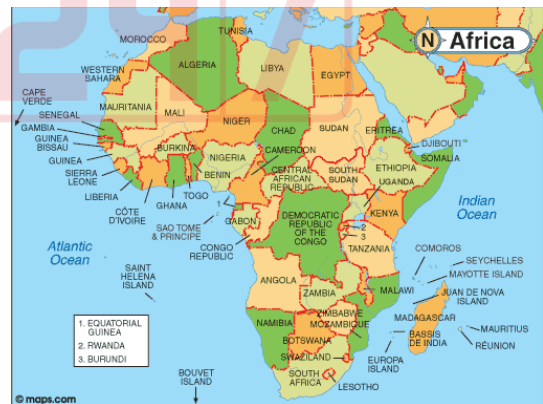 N Africa
MOROCCO
TUNISIA
ALGERIA
LIBYA
EGYPT
WESTERN
SAHARA
CAPE
VERDE
MAURITANIA
MALI
NIGER
CHAD
SUDAN
ERITREA
DJIBOUTI
SOMALIA
SENEGAL
GAMBIA
GUINEA
BISSAU
GUINEA
SIERRA
LEONE
LIBERIA
CÔTE
D'IVOIRE
BURKINA
GHANA
TOGO
BENIN
NIGERIA
CAMEROON
CENTRAL
AFRICAN
REPUBLIC
SOUTH
SUDAN
ETHIOPIA
UGANDA
KENYA
Indian
Ocean
1
SAO TOME
& PRINCIPE
GABON
CONGO
REPUBLIC
DEMOCRATIC
REPUBLIC
OF THE
CONGO
2
3
TANZANIA
Atlantic
Ocean
SAINT
HELENA
ISLAND
COMOROS
SEYCHELLES
MAYOTTE ISLAND
JUAN DE NOVA
ISLAND
ANGOLA
ZAMBIA
MALAWI
ZIMBABWE
MOZAMBIQUE
MADAGASCAR
MAURITIUS
RÉUNION
BASSIS
DE INDIA
EUROPA
ISLAND
NAMIBIA
BOTSWANA
SWAZILAND
SOUTH
AFRICA
LESOTHO
BOUVET
ISLAND
1. EQUATORIAL
GUINEA
2. RWANDA
3. BURUNDI
© maps.com